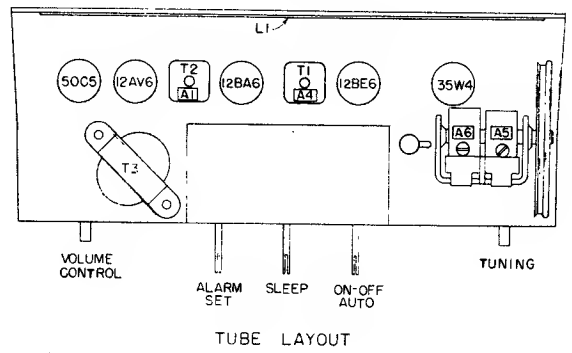 L1
50C5 12AV6 T2 A1 12BA6 T1 A4 12BE6 35W4
A6 A5
T3
VOLUME CONTROL
TUNING
ALARM SET
SLEEP
ON-OFF AUTO
TUBE LAYOUT